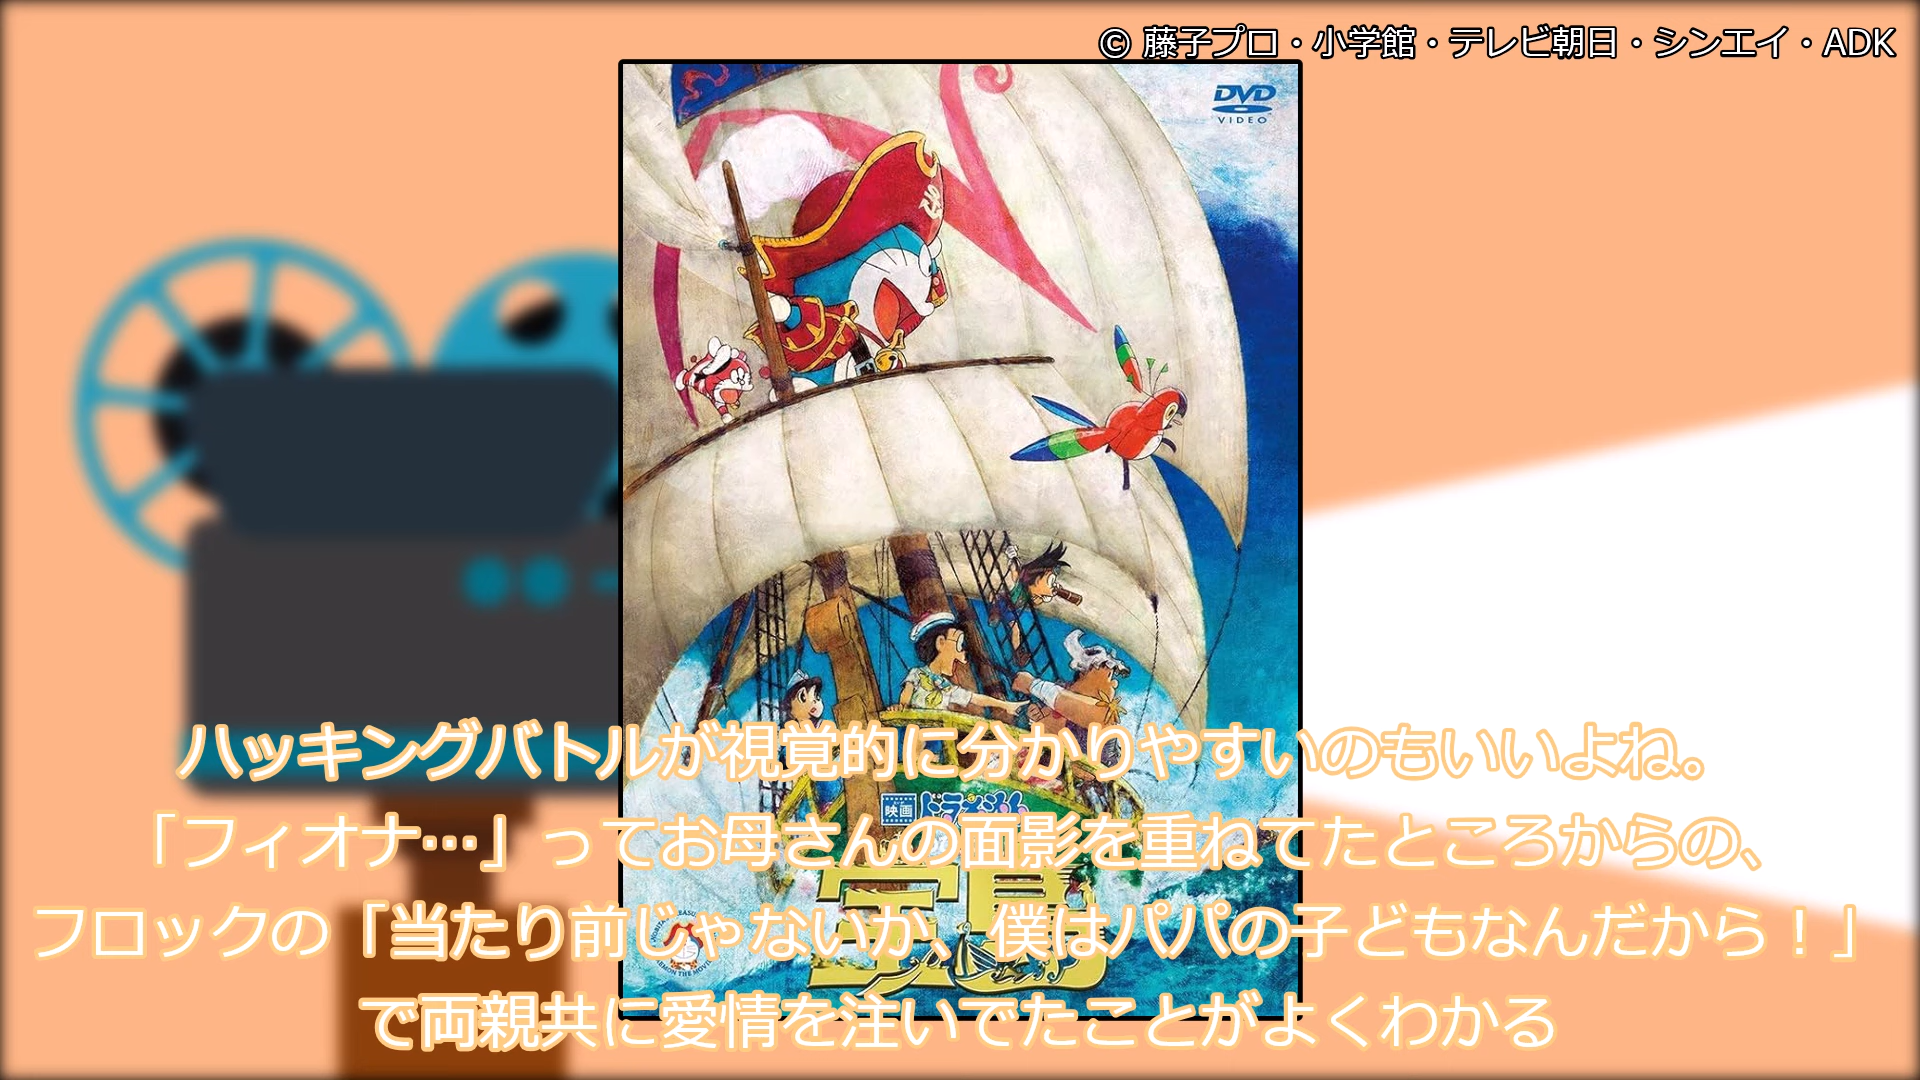 © 藤子プロ・小学館・テレビ朝日・シンエイ・ADK
DVD
VIDEO
ハッキングバトルが視覚的に分かりやすいのもいいよね。
映画
「フィオナ…」ってお母さんの面影を重ねてたところからの、
宝島
フロックの「当たり前じゃないか、僕はパパの子どもなんだから！」
で両親共に愛情を注いでたことがよくわかる